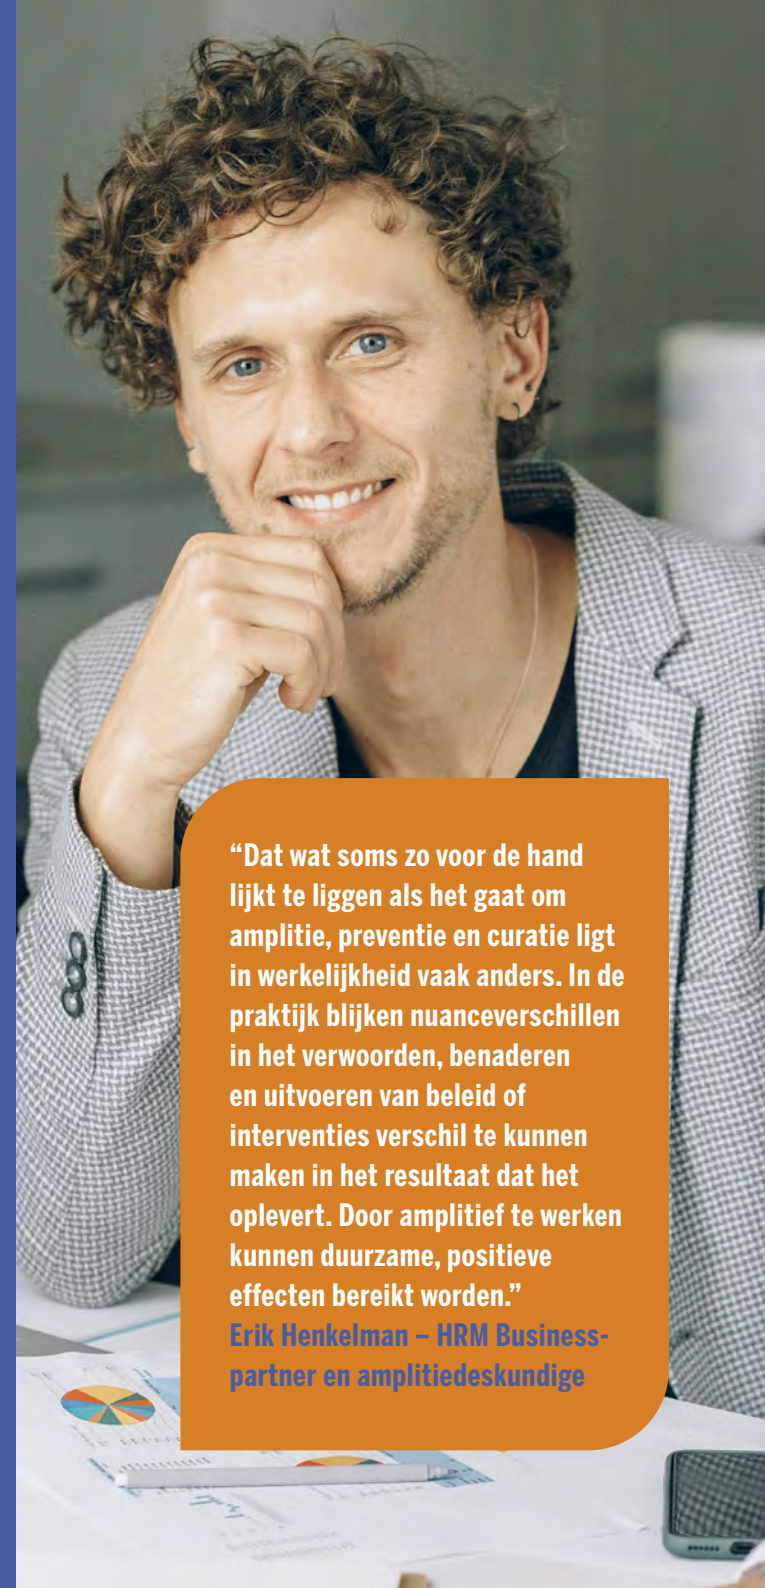 “Dat wat soms zo voor de hand
lijkt te liggen als het gaat om
amplitie, preventie en curatie ligt
in werkelijkheid vaak anders. In de
praktijk blijken nuanceverschillen
in het verwoorden, benaderen
en uitvoeren van beleid of
interventies verschil te kunnen
maken in het resultaat dat het
oplevert. Door amplitief te werken
kunnen duurzame, positieve
effecten bereikt worden.”
Erik Henkelman – HRM Business-
partner en amplitiedeskundige